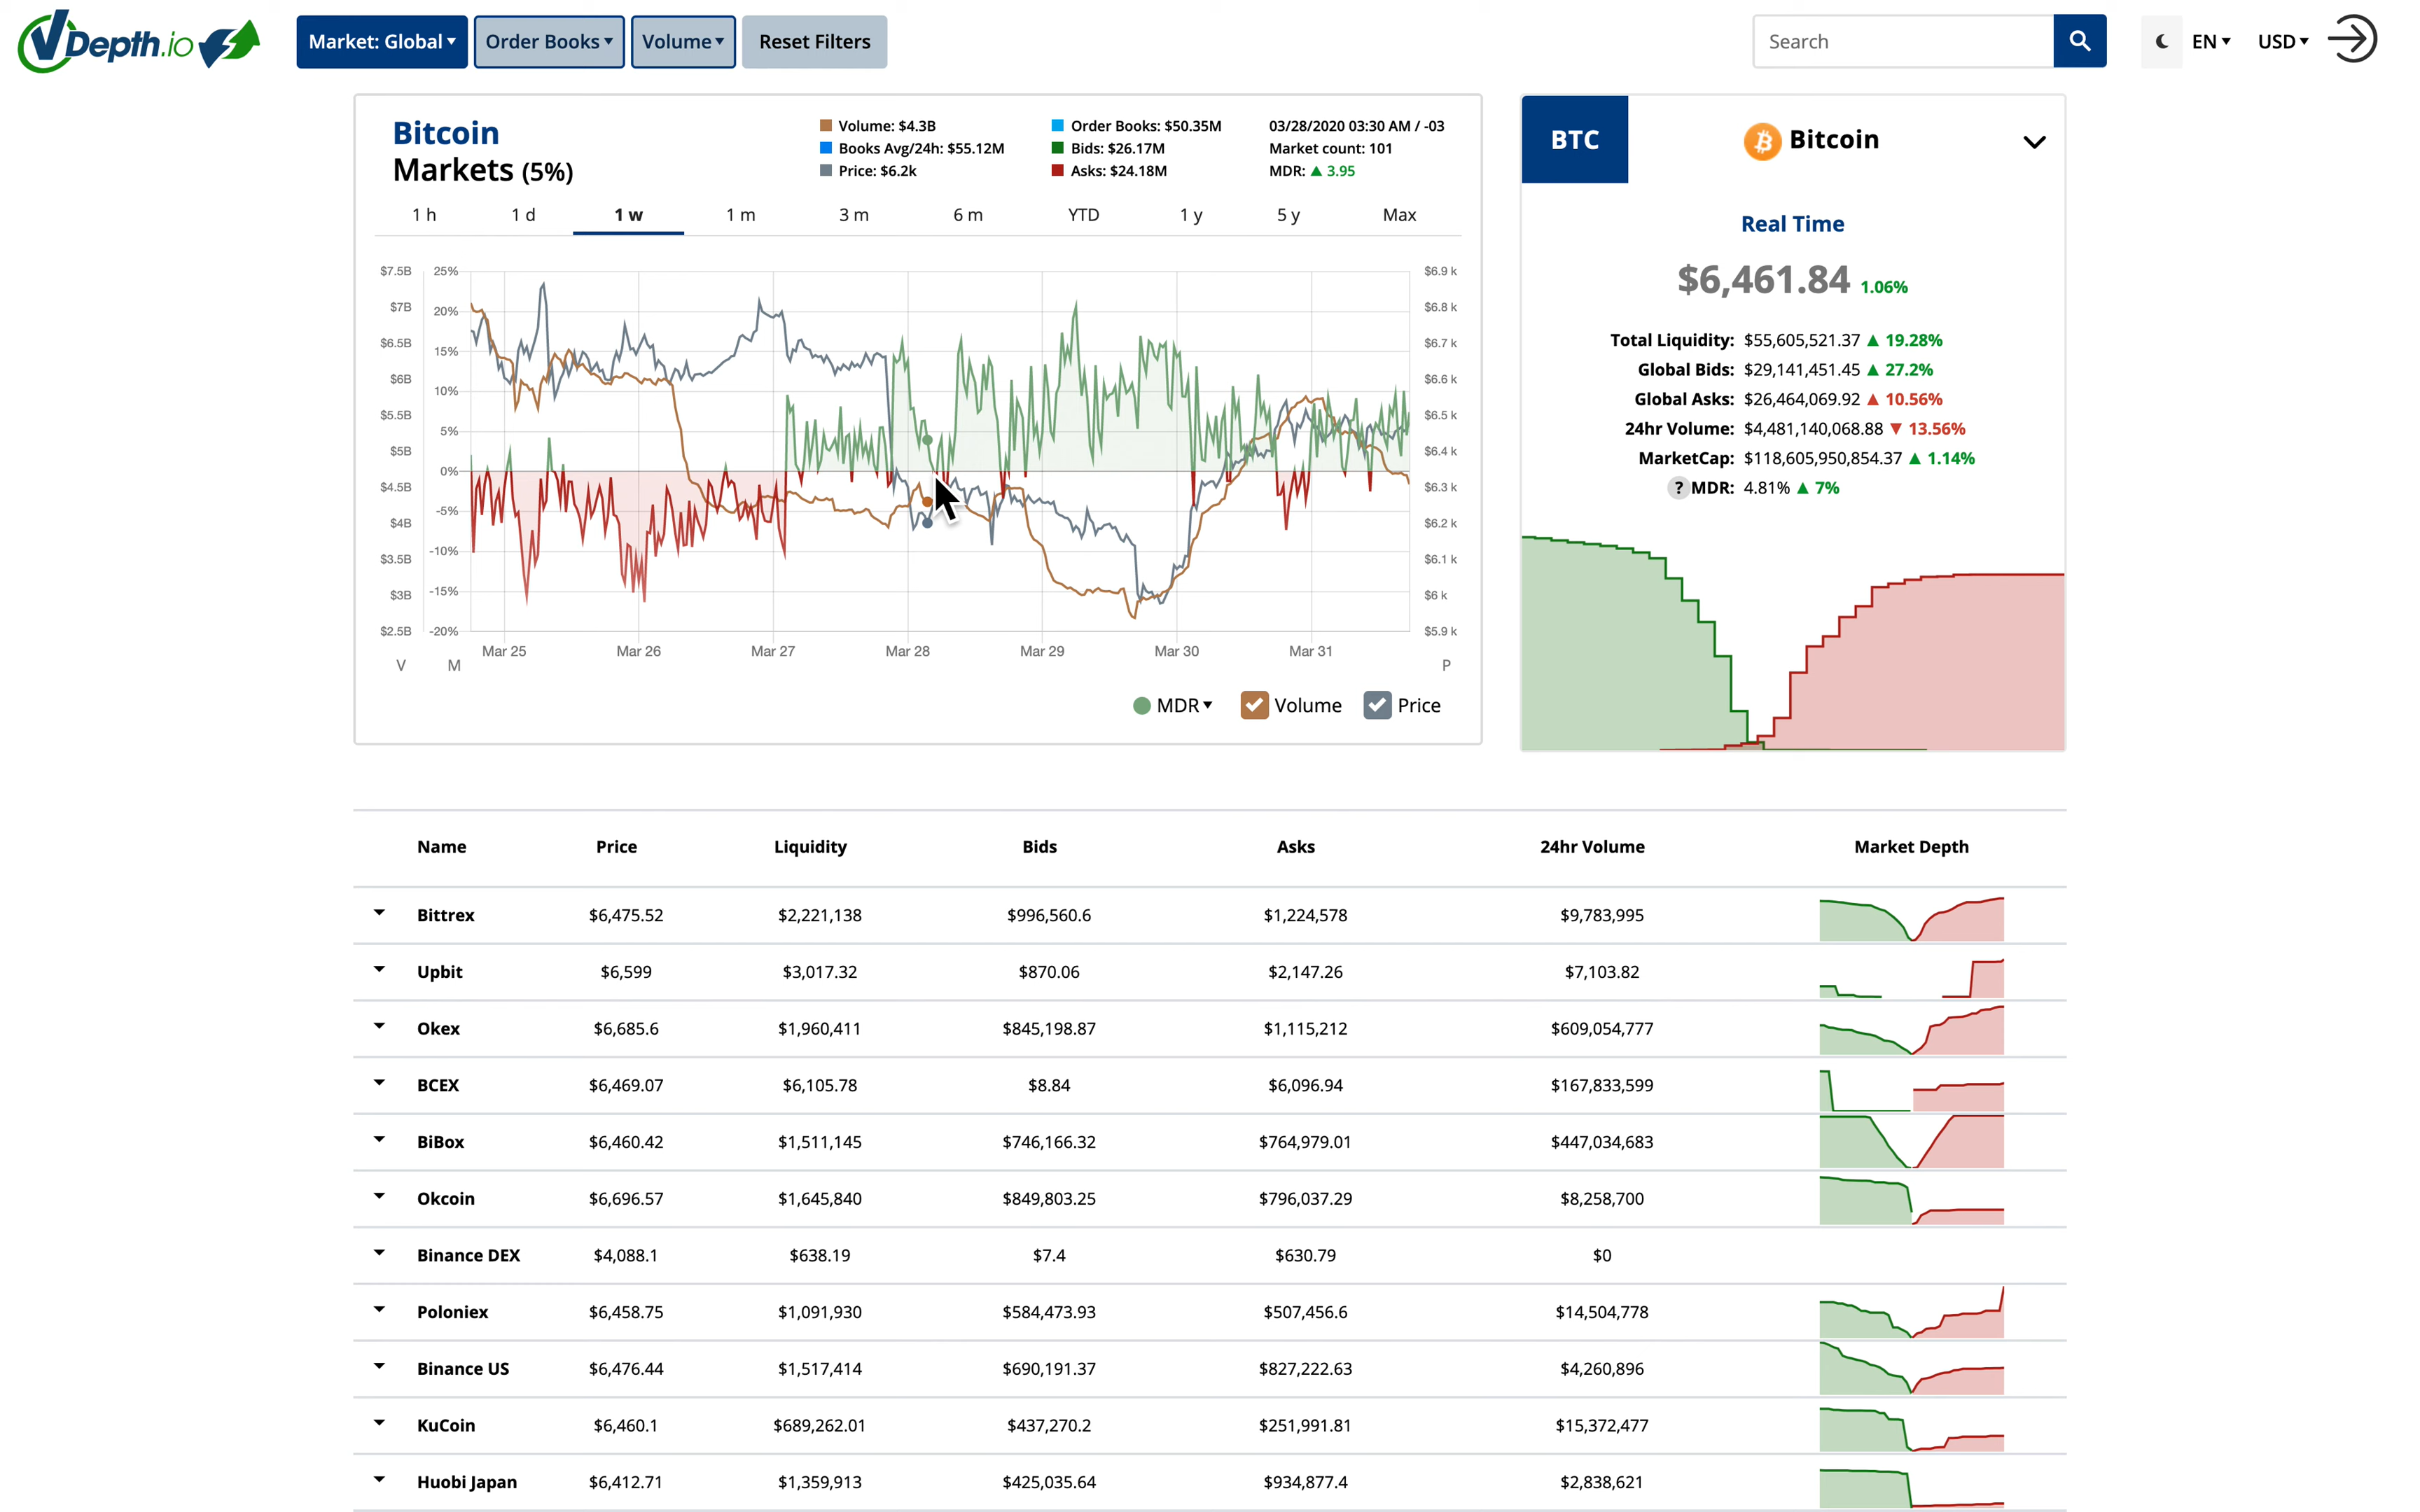 VDepth.io
Market: Global Order Books Volume Reset Filters
Search
EN USD
Bitcoin
Markets (5%)
Volume: $4.3B
Books Avg/24h: $55.12M
Price: $6.2k
Order Books: $50.35M
Bids: $26.17M
Asks: $24.18M
03/28/2020 03:30 AM / -03
Market count: 101
MDR: ▲ 3.95
1 h 1 d 1 w 1 m 3 m 6 m YTD 1 y 5 y Max
$7.5B
$7B
$6.5B
$6B
$5.5B
$5B
$4.5B
$4B
$3.5B
$3B
$2.5B
25%
20%
15%
10%
5%
0%
-5%
-10%
-15%
-20%
$6.9 k
$6.8 k
$6.7 k
$6.6 k
$6.5 k
$6.4 k
$6.3 k
$6.2 k
$6.1 k
$6 k
$5.9 k
Mar 25 Mar 26 Mar 27 Mar 28 Mar 29 Mar 30 Mar 31
V M P
MDR Volume Price
BTC
Bitcoin
Real Time
$6,461.84 1.06%
Total Liquidity: $55,605,521.37 ▲ 19.28%
Global Bids: $29,141,451.45 ▲ 27.2%
Global Asks: $26,464,069.92 ▲ 10.56%
24hr Volume: $4,481,140,068.88 ▼ 13.56%
MarketCap: $118,605,950,854.37 ▲ 1.14%
? MDR: 4.81% ▲ 7%
Name Price Liquidity Bids Asks 24hr Volume Market Depth
Bittrex $6,475.52 $2,221,138 $996,560.6 $1,224,578 $9,783,995
Upbit $6,599 $3,017.32 $870.06 $2,147.26 $7,103.82
Okex $6,685.6 $1,960,411 $845,198.87 $1,115,212 $609,054,777
BCEX $6,469.07 $6,105.78 $8.84 $6,096.94 $167,833,599
BiBox $6,460.42 $1,511,145 $746,166.32 $764,979.01 $447,034,683
Okcoin $6,696.57 $1,645,840 $849,803.25 $796,037.29 $8,258,700
Binance DEX $4,088.1 $638.19 $7.4 $630.79 $0
Poloniex $6,458.75 $1,091,930 $584,473.93 $507,456.6 $14,504,778
Binance US $6,476.44 $1,517,414 $690,191.37 $827,222.63 $4,260,896
KuCoin $6,460.1 $689,262.01 $437,270.2 $251,991.81 $15,372,477
Huobi Japan $6,412.71 $1,359,913 $425,035.64 $934,877.4 $2,838,621